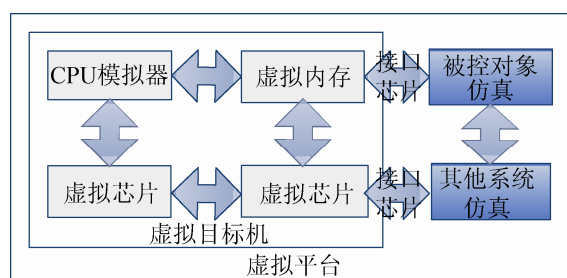 CPU模拟器
虚拟内存
接口
芯片
被控对象
仿真
虚拟芯片
虚拟芯片
接口
芯片
其他系统
仿真
虚拟目标机
虚拟平台